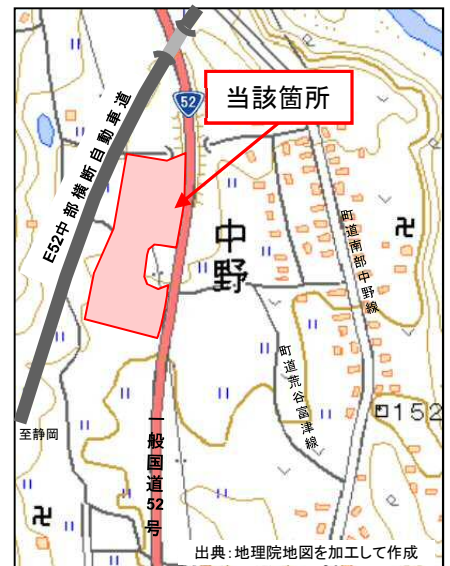 52
当該箇所
E52中部横断自動車道
中野
町道南部中野線
町道荒谷富津線
152
至静岡
一般国道52号
出典:地理院地図を加工して作成